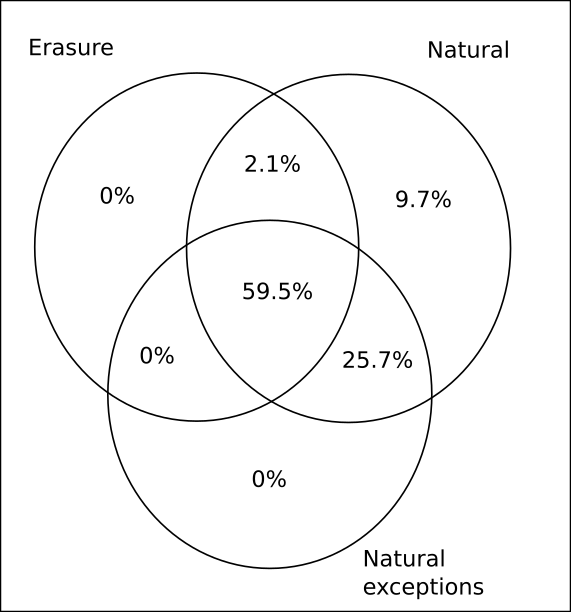 Erasure
Natural
2.1%
0%
9.7%
59.5%
0%
25.7%
0%
Natural
exceptions